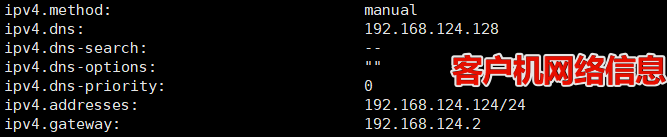 ipv4.method: manual
ipv4.dns: 192.168.124.128
ipv4.dns-search: --
ipv4.dns-options: ""
ipv4.dns-priority: 0
ipv4.addresses: 192.168.124.124/24
ipv4.gateway: 192.168.124.2
客户机网络信息